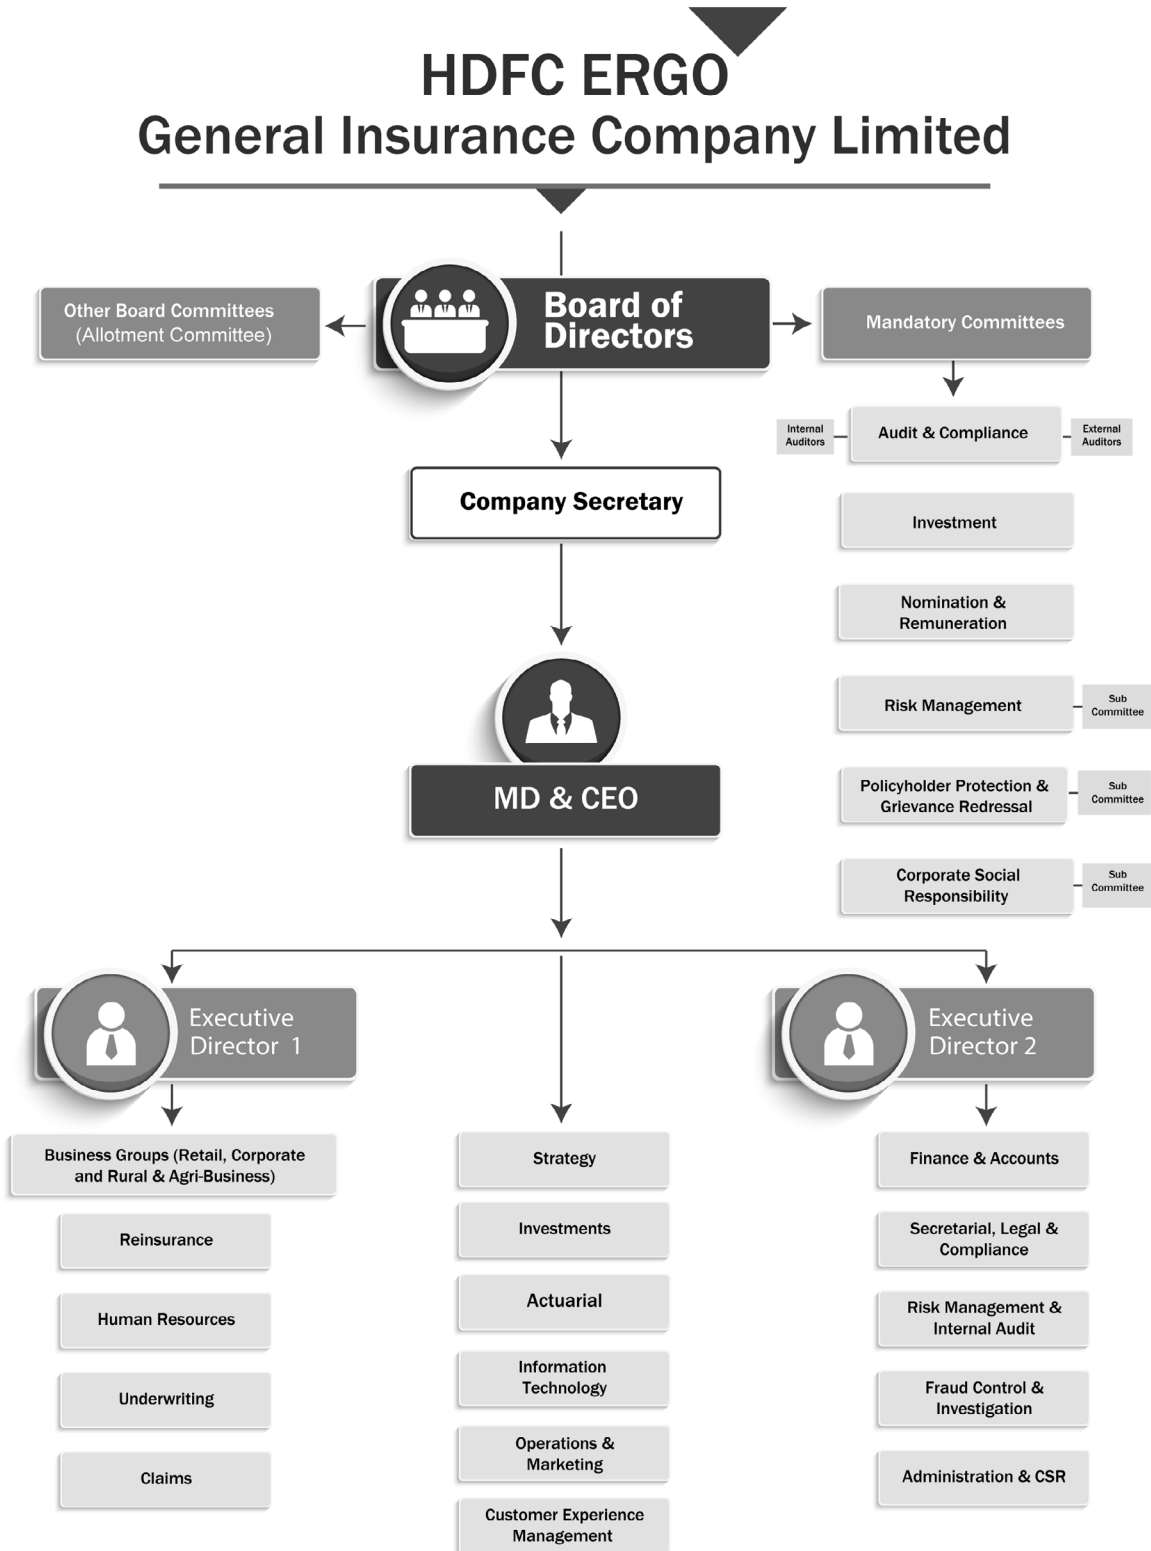 HDFC ERGO
General Insurance Company Limited
Other Board Committees
(Allotment Committee)
Board of
Directors
Mandatory Committees
Internal
Auditors
Audit & Compliance
External
Auditors
Company Secretary
Investment
Nomination &
Remuneration
Risk Management
Sub
Committee
MD & CEO
Policyholder Protection &
Grievance Redressal
Sub
Committee
Corporate Social
Responsibility
Sub
Committee
Executive
Director 1
Executive
Director 2
Business Groups (Retail, Corporate
and Rural & Agri-Business)
Reinsurance
Human Resources
Underwriting
Claims
Strategy
Investments
Actuarial
Information
Technology
Operations &
Marketing
Customer Experience
Management
Finance & Accounts
Secretarial, Legal &
Compliance
Risk Management &
Internal Audit
Fraud Control &
Investigation
Administration & CSR